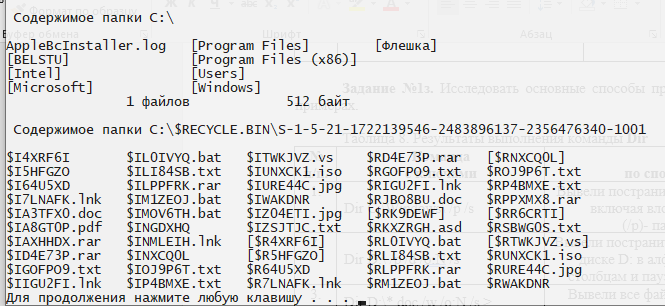 Содержимое папки C:\
AppleBcInstaller.log [Program Files] [Флешка]
[BELSTU] [Program Files (x86)]
[Intel] [Users]
[Microsoft] [Windows]
1 файлов 512 байт
Содержимое папки C:\$RECYCLE.BIN\S-1-5-21-1722139546-2483896137-2356476340-1001
$I4XRF6I $IL0IVYQ.bat $ITWKJVZ.vs $RD4E73P.rar [$RNXCQ0L]
$I5HFGZO $ILI84SB.txt $IUNXCK1.iso $RGOFPO9.txt $ROJ9P6T.txt
$I64U5XD $ILPPFRK.rar $IURE44C.jpg $RIGU2FI.lnk $RP4BMXE.txt
$I7LNAFK.lnk $IM1ZEOJ.bat $IWAKDNR $RJBO8BU.doc $RPPXMX8.rar
$IA3TFX0.doc $IMOV6TH.bat $IZ04ETI.jpg [$RK9DEWF] [$RR6CRTI]
$IA8GTOP.pdf $INGDXHQ $IZSJTJC.txt $RKXZRGH.asd $RSBWGOS.txt
$IAXHHDX.rar $INMLEIH.lnk [$R4XRF6I] $RL0IVYQ.bat [$RTWKJVZ.vs]
$ID4E73P.rar $INXCQ0L [$R5HFGZO] $RLI84SB.txt $RUNXCK1.iso
$IGOFPO9.txt $IOJ9P6T.txt $R64U5XD $RLPPFRK.rar $RURE44C.jpg
$IIGU2FI.lnk $IP4BMXE.txt $R7LNAFK.lnk $RM1ZEOJ.bat $RWAKDNR
Для продолжения нажмите любую клавишу . . .